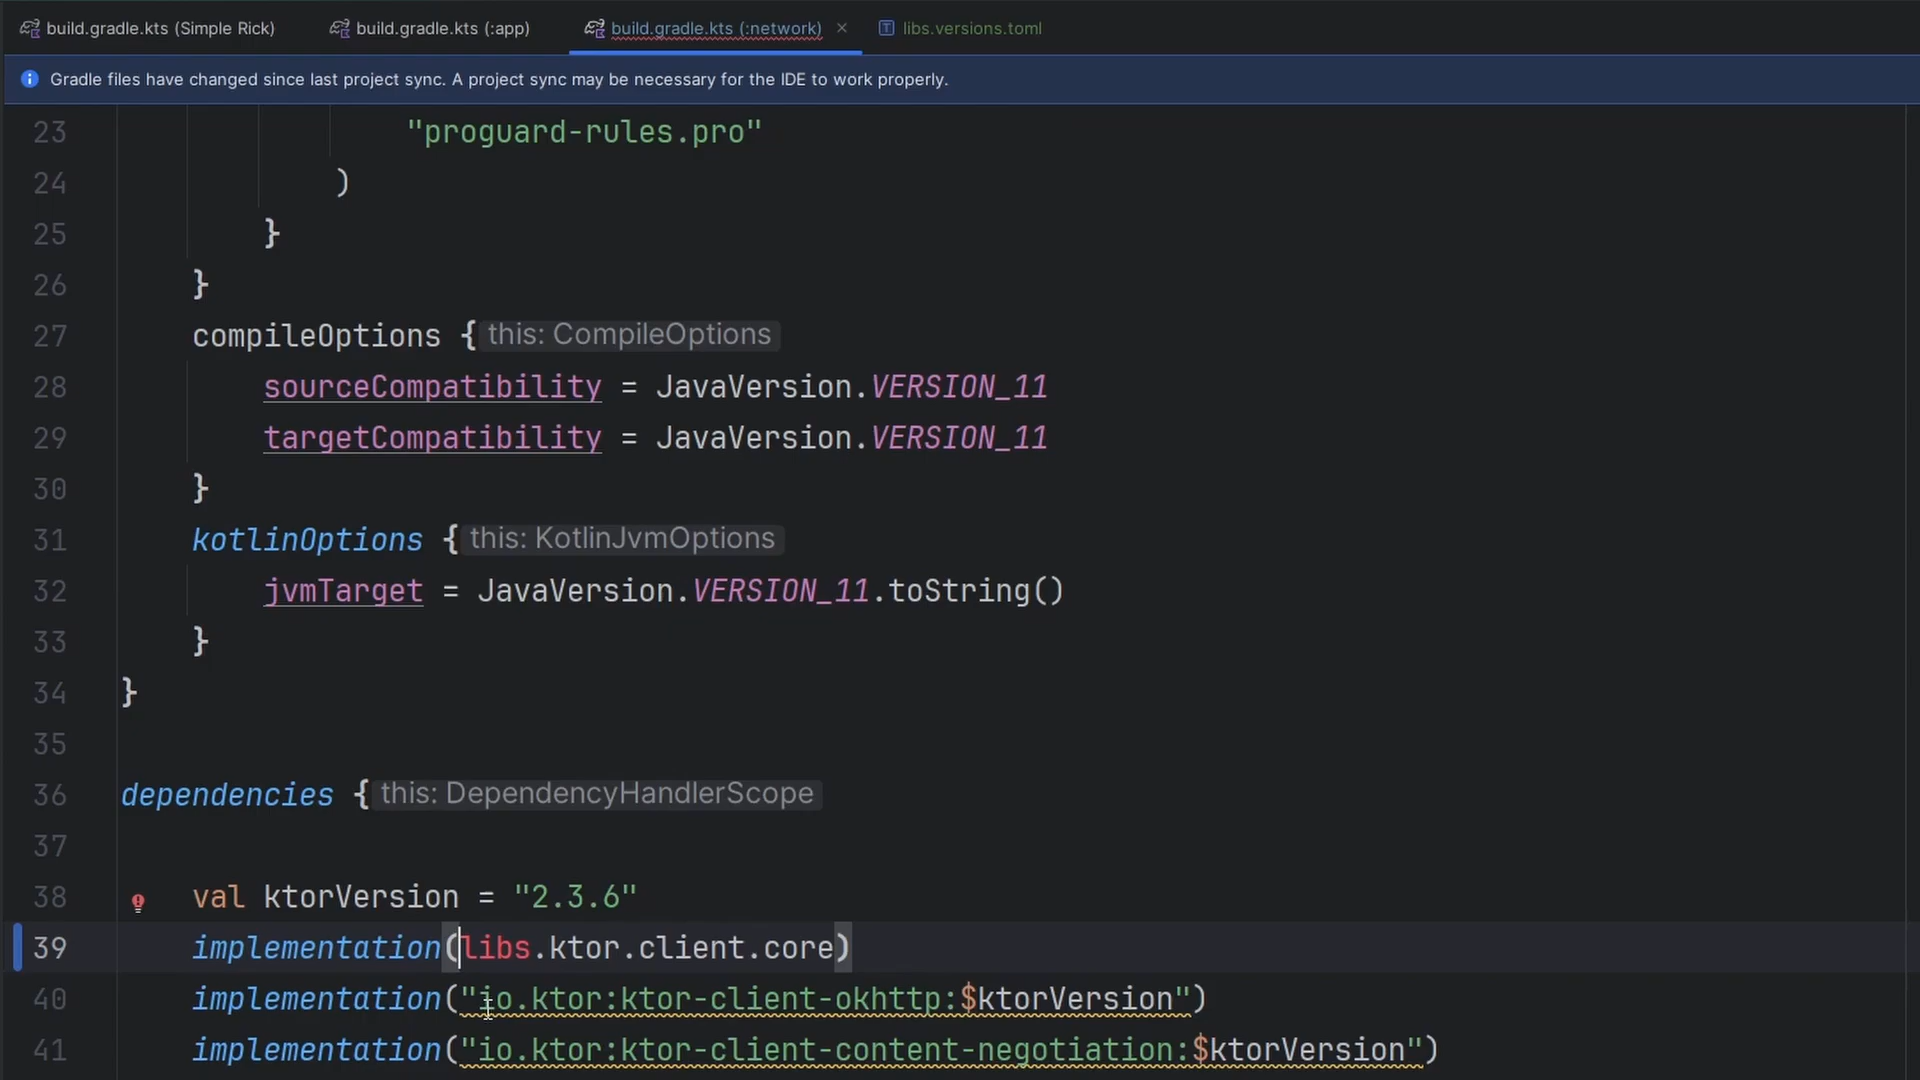 build.gradle.kts (Simple Rick) build.gradle.kts (:app) build.gradle.kts (:network) libs.versions.toml
Gradle files have changed since last project sync. A project sync may be necessary for the IDE to work properly.
23 "proguard-rules.pro"
24 )
25 }
26 }
27 compileOptions { this: CompileOptions
28 sourceCompatibility = JavaVersion.VERSION_11
29 targetCompatibility = JavaVersion.VERSION_11
30 }
31 kotlinOptions { this: KotlinJvmOptions
32 jvmTarget = JavaVersion.VERSION_11.toString()
33 }
34 }
35
36 dependencies { this: DependencyHandlerScope
37
38 val ktorVersion = "2.3.6"
39 implementation(libs.ktor.client.core)
40 implementation("io.ktor:ktor-client-okhttp:$ktorVersion")
41 implementation("io.ktor:ktor-client-content-negotiation:$ktorVersion")